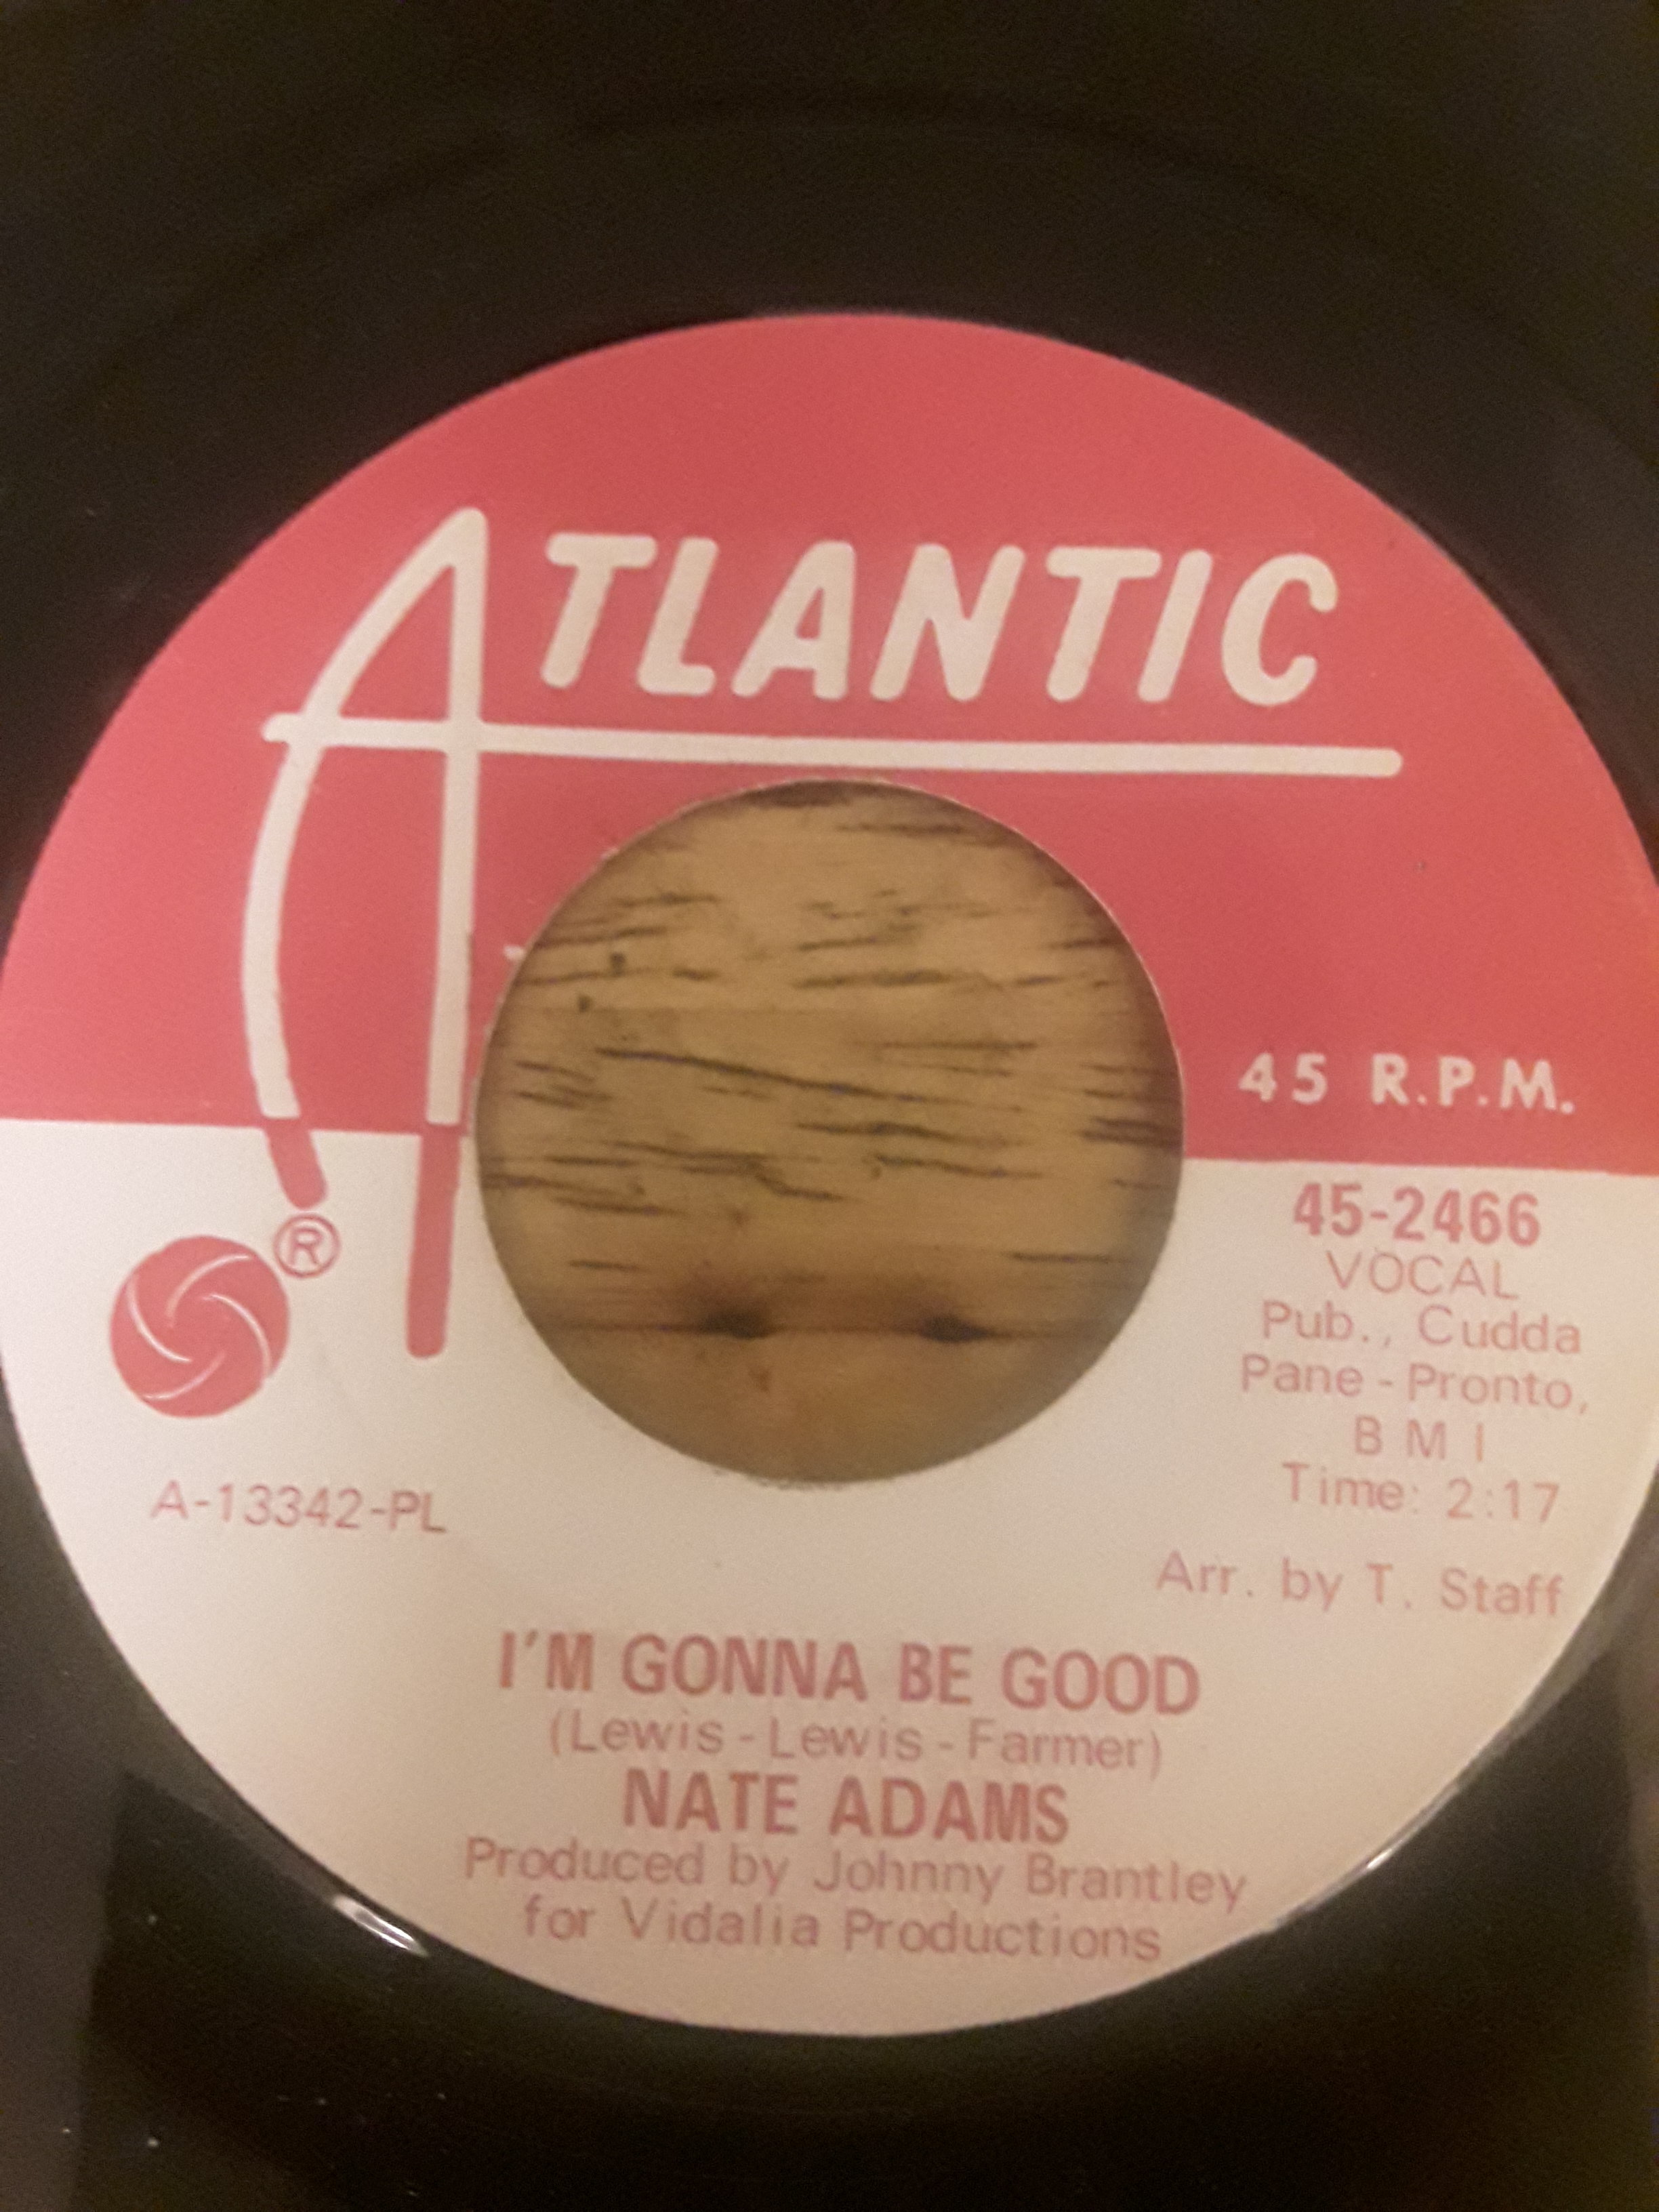 ATLANTIC
45 R.P.M.
®
45-2466
VOCAL
Pub., Cudda
Pane - Pronto,
B M I
Time: 2:17
A-13342-PL
Arr. by T. Staff
I'M GONNA BE GOOD
(Lewis - Lewis - Farmer)
NATE ADAMS
Produced by Johnny Brantley
for Vidalia Productions